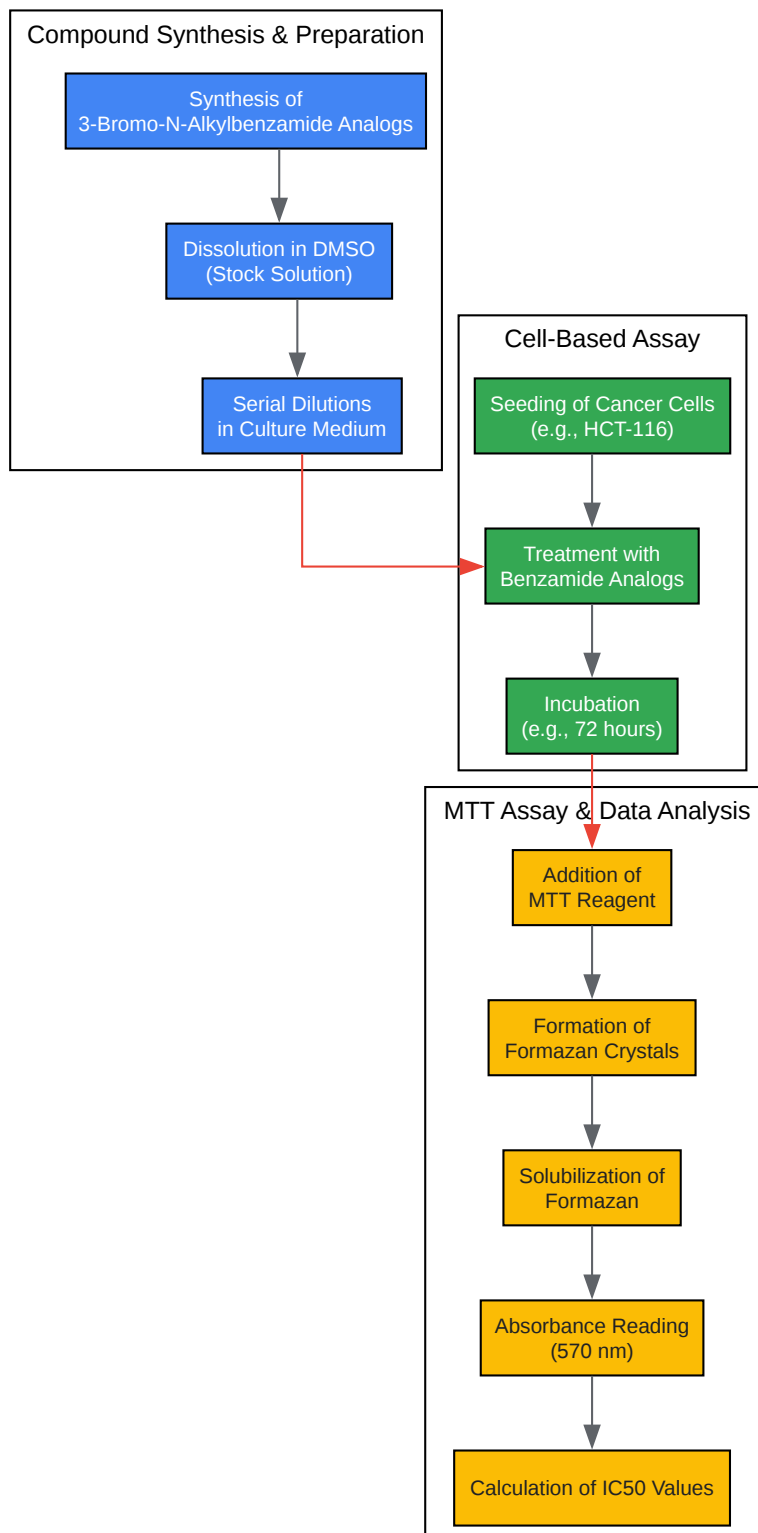 Compound Synthesis & Preparation
Synthesis of
3-Bromo-N-Alkylbenzamide Analogs
Dissolution in DMSO
(Stock Solution)
Serial Dilutions
in Culture Medium
Cell-Based Assay
Seeding of Cancer Cells
(e.g., HCT-116)
Treatment with
Benzamide Analogs
Incubation
(e.g., 72 hours)
MTT Assay & Data Analysis
Addition of
MTT Reagent
Formation of
Formazan Crystals
Solubilization of
Formazan
Absorbance Reading
(570 nm)
Calculation of IC50 Values